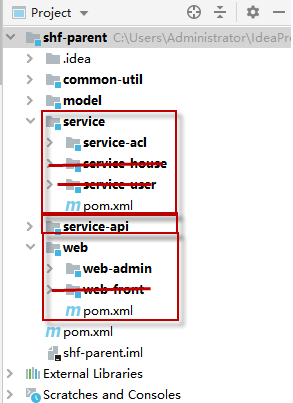 Project
shf-parent C:\Users\Administrator\IdeaPro
.idea
common-util
model
service
service-acl
service-house
service-user
pom.xml
service-api
web
web-admin
web-front
pom.xml
pom.xml
shf-parent.iml
External Libraries
Scratches and Consoles